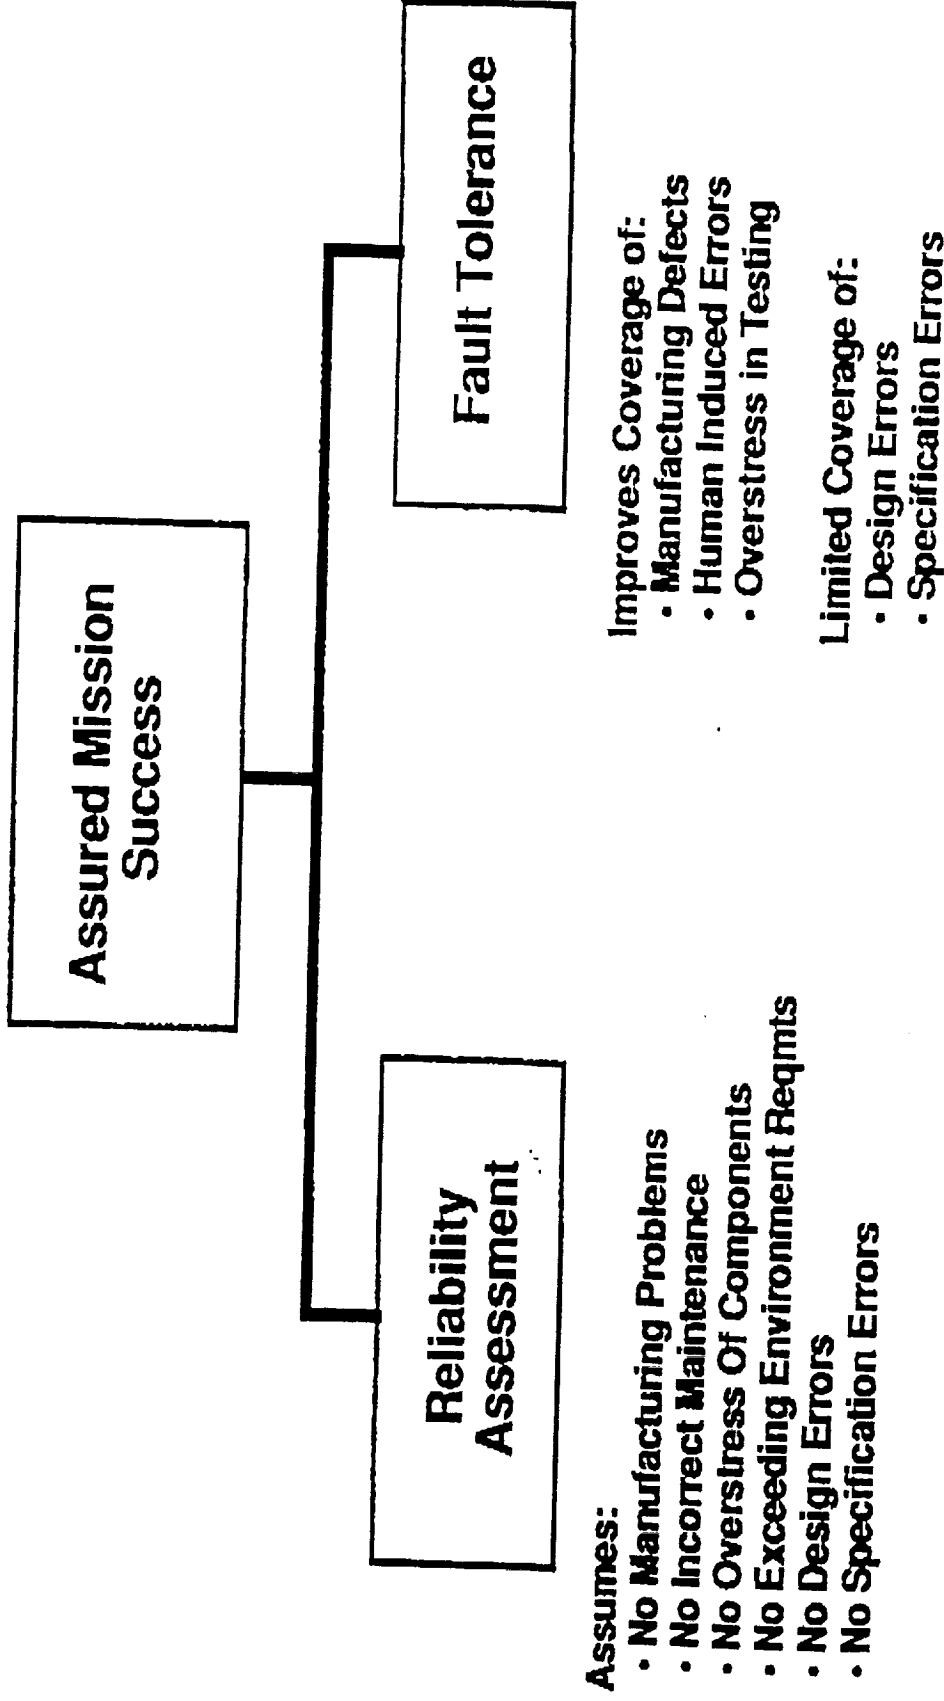 Assured Mission
Success
Reliability
Assessment
Assumes:
• No Manufacturing Problems
• No Incorrect Maintenance
• No Overstress Of Components
• No Exceeding Environment Reqmts
• No Design Errors
• No Specification Errors
Fault Tolerance
Improves Coverage of:
• Manufacturing Defects
• Human Induced Errors
• Overstress in Testing
Limited Coverage of:
• Design Errors
• Specification Errors